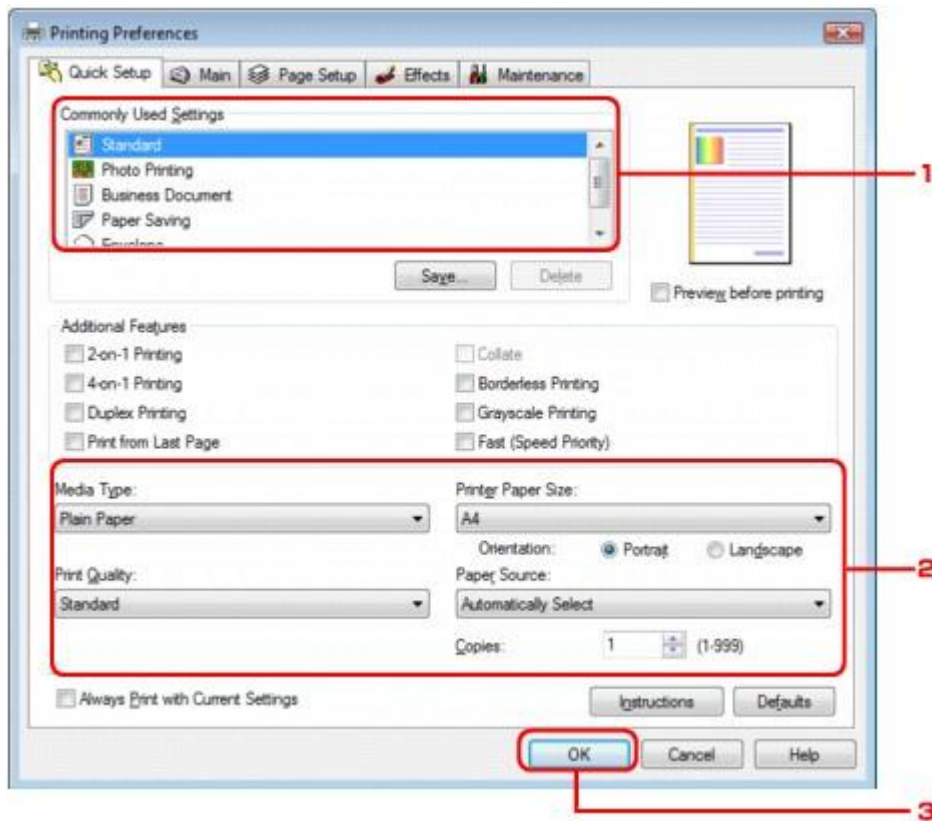 Printing Preferences
Quick Setup Main Page Setup Effects Maintenance
Commonly Used Settings
Standard
Photo Printing
Business Document
Paper Saving
Envelope
1
Save... Delete
Preview before printing
Additional Features
2-on-1 Printing
Collate
4-on-1 Printing
Borderless Printing
Duplex Printing
Grayscale Printing
Print from Last Page
Fast (Speed Priority)
Media Type:
Printer Paper Size:
Plain Paper
A4
Orientation: Portrait Landscape
2
Print Quality:
Paper Source:
Standard
Automatically Select
Copies: 1 (1-999)
Always Print with Current Settings
Instructions Defaults
OK Cancel Help
3